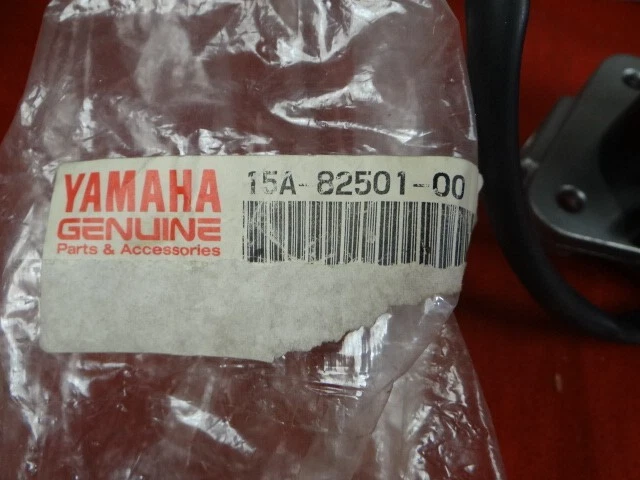 YAMAHA
GENUINE
Parts & Accessories
15A-82501-00